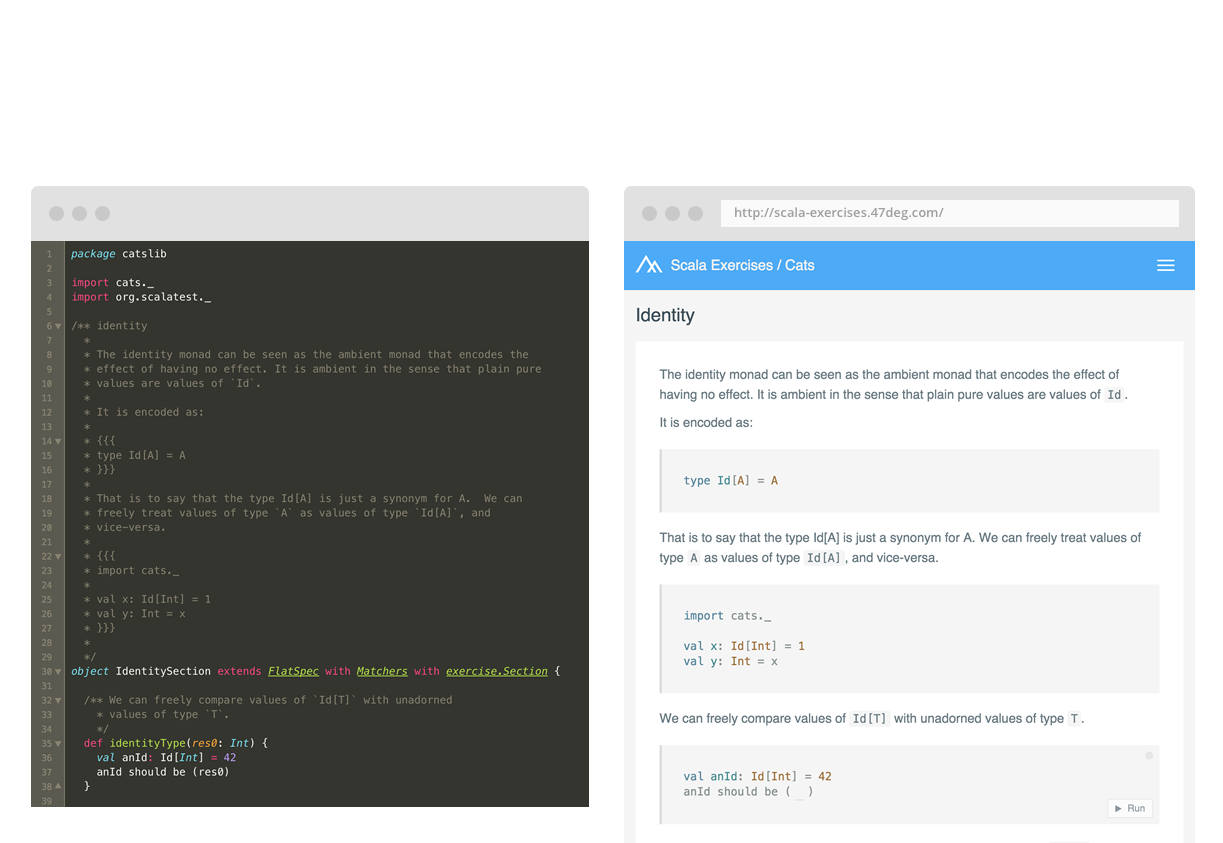 1 package catslib
2
3 import cats._
4 import org.scalatest._
5
6 /** identity
7 *
8 * The identity monad can be seen as the ambient monad that encodes the
9 * effect of having no effect. It is ambient in the sense that plain pure
10 * values are values of `Id`.
11 *
12 * It is encoded as:
13 *
14 * {{{
15 * type Id[A] = A
16 * }}}
17 *
18 * That is to say that the type Id[A] is just a synonym for A.  We can
19 * freely treat values of type `A` as values of type `Id[A]`, and
20 * vice-versa.
21 *
22 * {{{
23 * import cats._
24 *
25 * val x: Id[Int] = 1
26 * val y: Int = x
27 * }}}
28 *
29 */
30 object IdentitySection extends FlatSpec with Matchers with exercise.Section {
31
32 /** We can freely compare values of `Id[T]` with unadorned
33 * values of type `T`.
34 */
35 def identityType(res0: Int) {
36 val anId: Id[Int] = 42
37 anId should be (res0)
38 }
39
http://scala-exercises.47deg.com/
Scala Exercises / Cats
Identity
The identity monad can be seen as the ambient monad that encodes the effect of
having no effect. It is ambient in the sense that plain pure values are values of Id.
It is encoded as:
type Id[A] = A
That is to say that the type Id[A] is just a synonym for A. We can freely treat values of
type A as values of type Id[A], and vice-versa.
import cats._
val x: Id[Int] = 1
val y: Int = x
We can freely compare values of Id[T] with unadorned values of type T.
val anId: Id[Int] = 42
anId should be ( __ )
Run